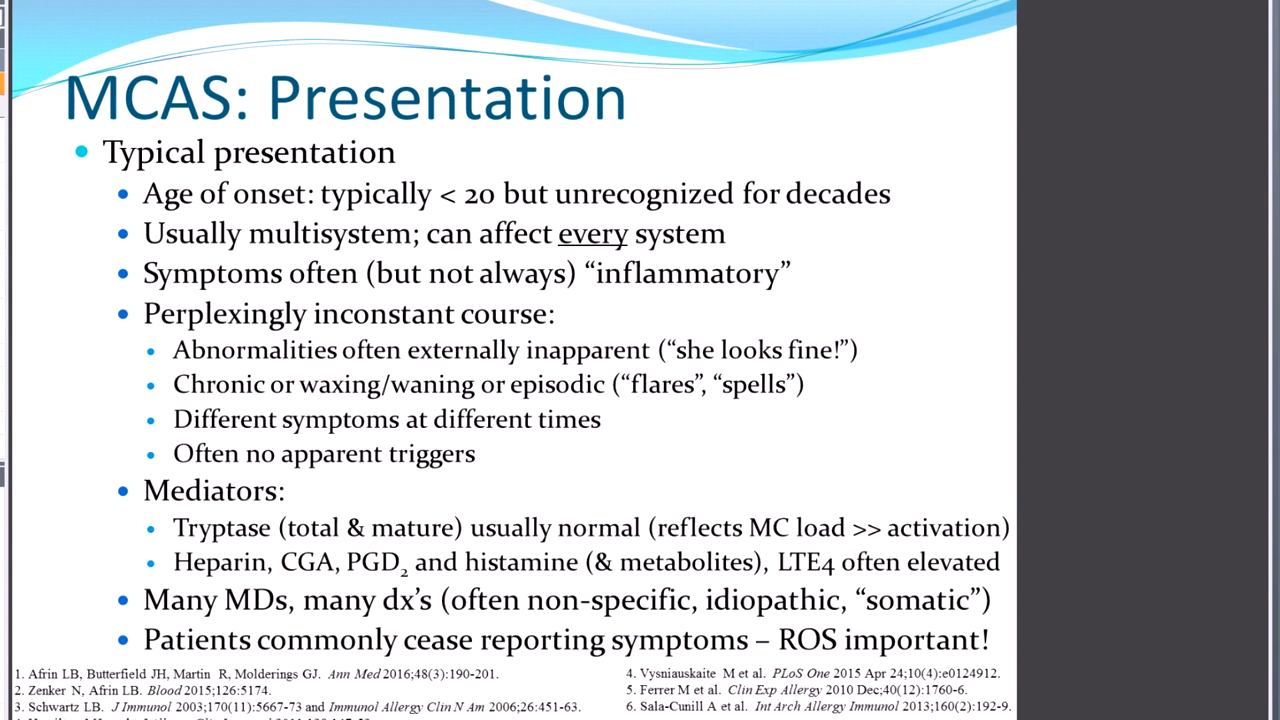 MCAS: Presentation
• Typical presentation
• Age of onset: typically < 20 but unrecognized for decades
• Usually multisystem; can affect every system
• Symptoms often (but not always) “inflammatory”
• Perplexingly inconstant course:
• Abnormalities often externally inapparent (“she looks fine!”)
• Chronic or waxing/waning or episodic (“flares”, “spells”)
• Different symptoms at different times
• Often no apparent triggers
• Mediators:
• Tryptase (total & mature) usually normal (reflects MC load >> activation)
• Heparin, CGA, PGD₂ and histamine (& metabolites), LTE4 often elevated
• Many MDs, many dx’s (often non-specific, idiopathic, “somatic”)
• Patients commonly cease reporting symptoms – ROS important!
1. Afrin LB, Butterfield JH, Martin R, Molderings GJ. Ann Med 2016;48(3):190-201.
2. Zenker N, Afrin LB. Blood 2015;126:5174.
3. Schwartz LB. J Immunol 2003;170(11):5667-73 and Immunol Allergy Clin N Am 2006;26:451-63.
4. Vysniauskaite M et al. PLoS One 2015 Apr 24;10(4):e0124912.
5. Ferrer M et al. Clin Exp Allergy 2010 Dec;40(12):1760-6.
6. Sala-Cunill A et al. Int Arch Allergy Immunol 2013;160(2):192-9.